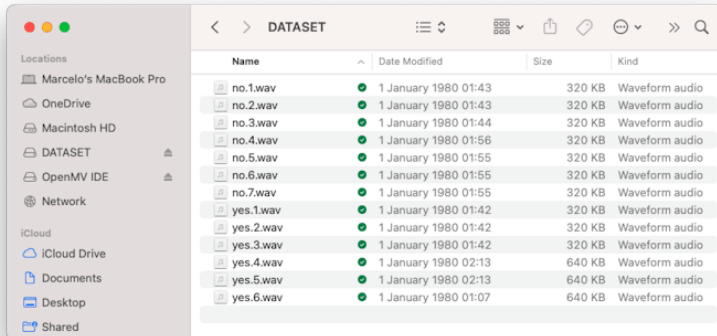 DATASET
Locations
Marcelo's MacBook Pro
OneDrive
Macintosh HD
DATASET
OpenMV IDE
Network
iCloud
iCloud Drive
Documents
Desktop
Shared
Name Date Modified Size Kind
no.1.wav 1 January 1980 01:43 320 KB Waveform audio
no.2.wav 1 January 1980 01:43 320 KB Waveform audio
no.3.wav 1 January 1980 01:44 320 KB Waveform audio
no.4.wav 1 January 1980 01:56 320 KB Waveform audio
no.5.wav 1 January 1980 01:55 320 KB Waveform audio
no.6.wav 1 January 1980 01:55 320 KB Waveform audio
no.7.wav 1 January 1980 01:55 320 KB Waveform audio
yes.1.wav 1 January 1980 01:42 320 KB Waveform audio
yes.2.wav 1 January 1980 01:42 320 KB Waveform audio
yes.3.wav 1 January 1980 01:42 320 KB Waveform audio
yes.4.wav 1 January 1980 02:13 640 KB Waveform audio
yes.5.wav 1 January 1980 02:13 640 KB Waveform audio
yes.6.wav 1 January 1980 01:07 640 KB Waveform audio